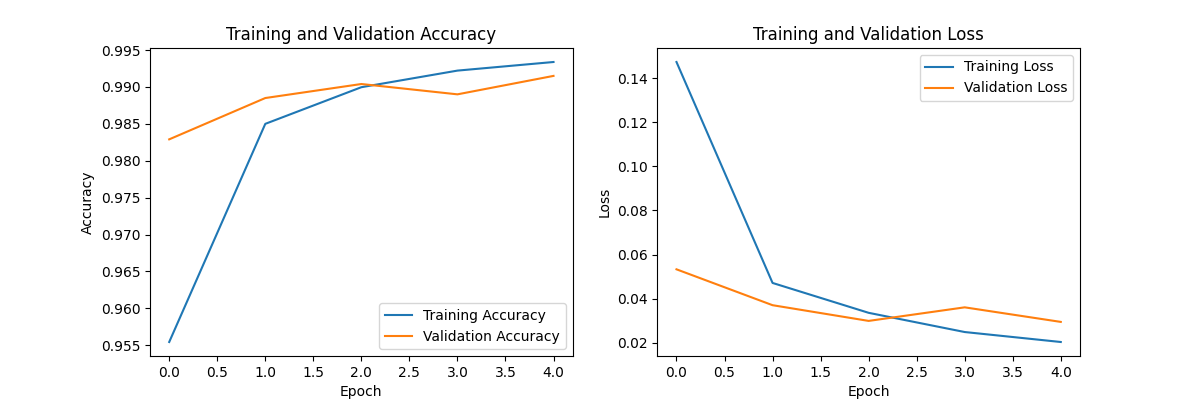 Training and Validation Accuracy
0.995
0.990
0.985
0.980
0.975
0.970
0.965
0.960
0.955
Accuracy
Training Accuracy
Validation Accuracy
0.0 0.5 1.0 1.5 2.0 2.5 3.0 3.5 4.0
Epoch
Training and Validation Loss
Training Loss
Validation Loss
0.14
0.12
0.10
0.08
0.06
0.04
0.02
Loss
0.0 0.5 1.0 1.5 2.0 2.5 3.0 3.5 4.0
Epoch